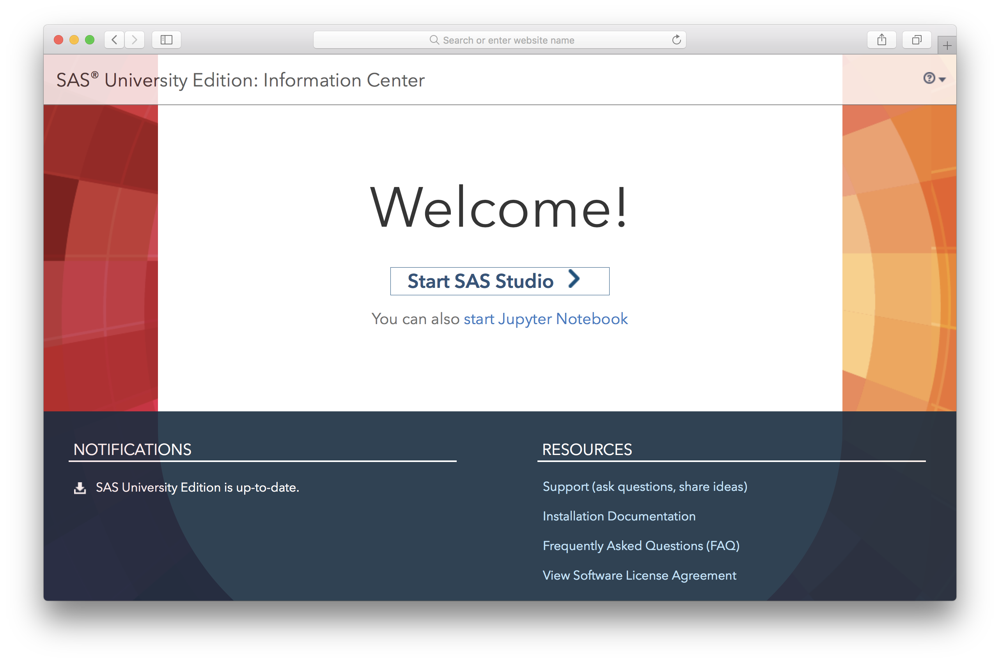 Search or enter website name
SAS® University Edition: Information Center
Welcome!
Start SAS Studio
You can also start Jupyter Notebook
NOTIFICATIONS
SAS University Edition is up-to-date.
RESOURCES
Support (ask questions, share ideas)
Installation Documentation
Frequently Asked Questions (FAQ)
View Software License Agreement